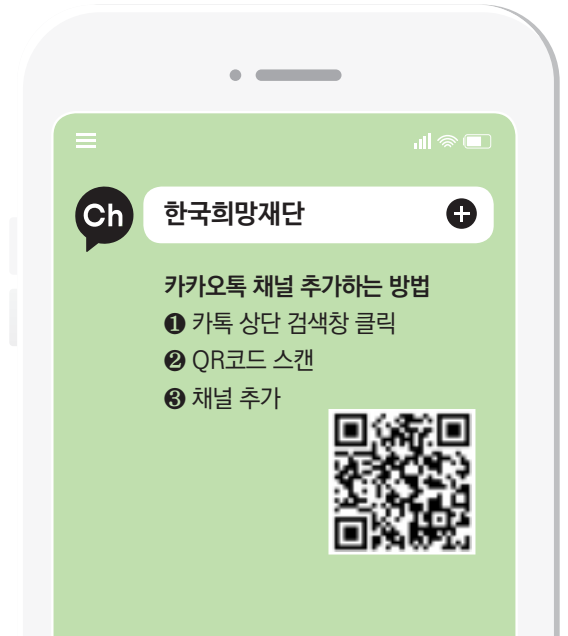 Ch 한국희망재단
카카오톡 채널 추가하는 방법
❶ 카톡 상단 검색창 클릭
❷ QR코드 스캔
❸ 채널 추가